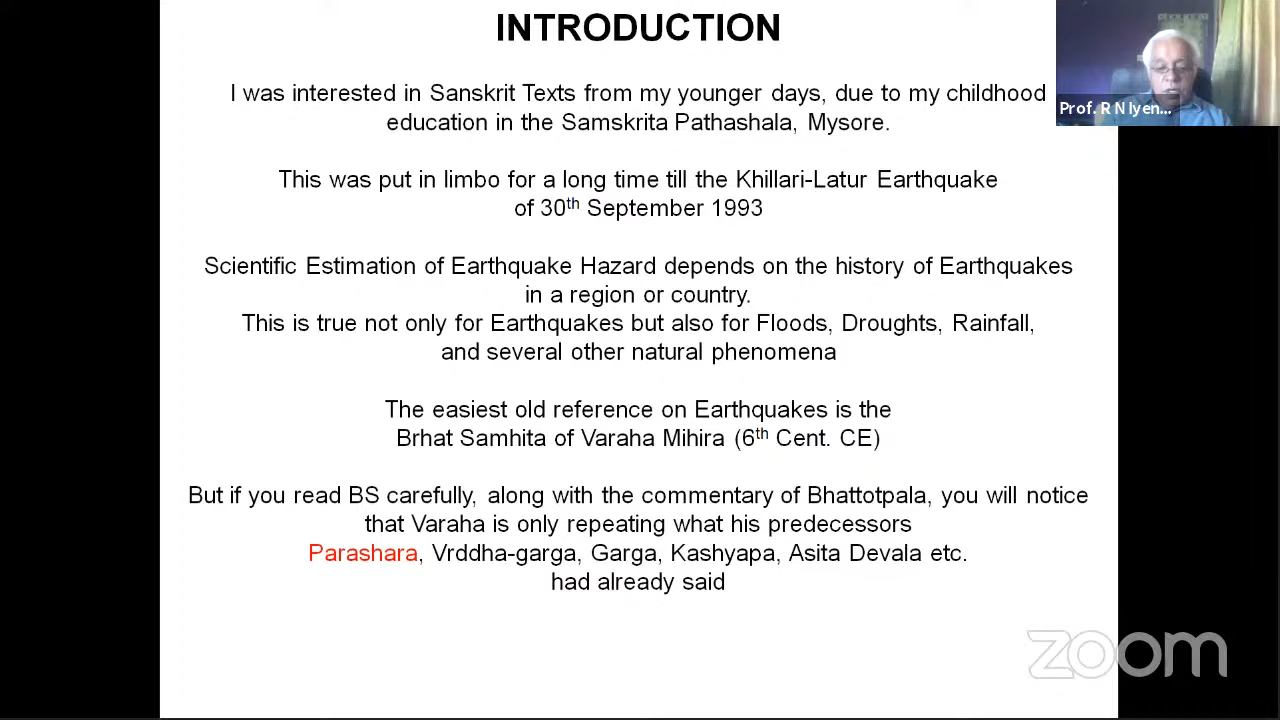 INTRODUCTION
I was interested in Sanskrit Texts from my younger days, due to my childhood
education in the Samskrita Pathashala, Mysore.
This was put in limbo for a long time till the Khillari-Latur Earthquake
of 30th September 1993
Scientific Estimation of Earthquake Hazard depends on the history of Earthquakes
in a region or country.
This is true not only for Earthquakes but also for Floods, Droughts, Rainfall,
and several other natural phenomena
The easiest old reference on Earthquakes is the
Brhat Samhita of Varaha Mihira (6th Cent. CE)
But if you read BS carefully, along with the commentary of Bhattotpala, you will notice
that Varaha is only repeating what his predecessors
Parashara, Vrddha-garga, Garga, Kashyapa, Asita Devala etc.
had already said
Prof. R N Iyen...
zoom